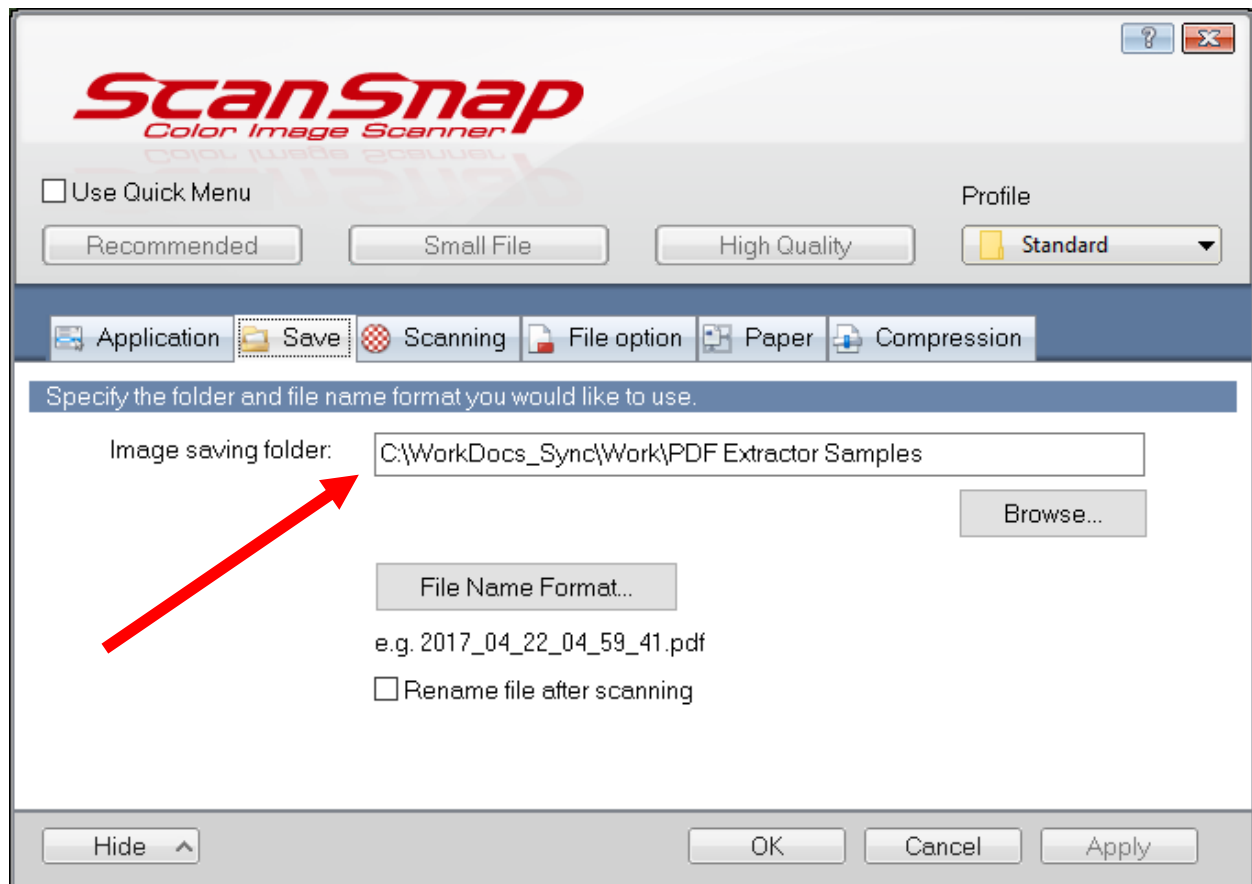 ScanSnap
Color Image Scanner
Use Quick Menu
Profile
Recommended Small File High Quality Standard
Application Save Scanning File option Paper Compression
Specify the folder and file name format you would like to use.
Image saving folder: C:\WorkDocs_Sync\Work\PDF Extractor Samples
Browse...
File Name Format...
e.g. 2017_04_22_04_59_41.pdf
Rename file after scanning
Hide OK Cancel Apply